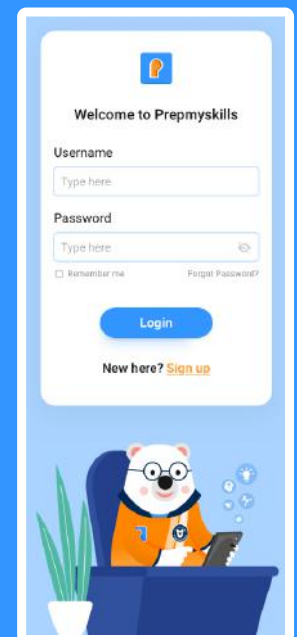 Welcome to Prepmyskills
Username
Type here
Password
Type here
Remember me Forgot Password?
Login
New here? Sign up